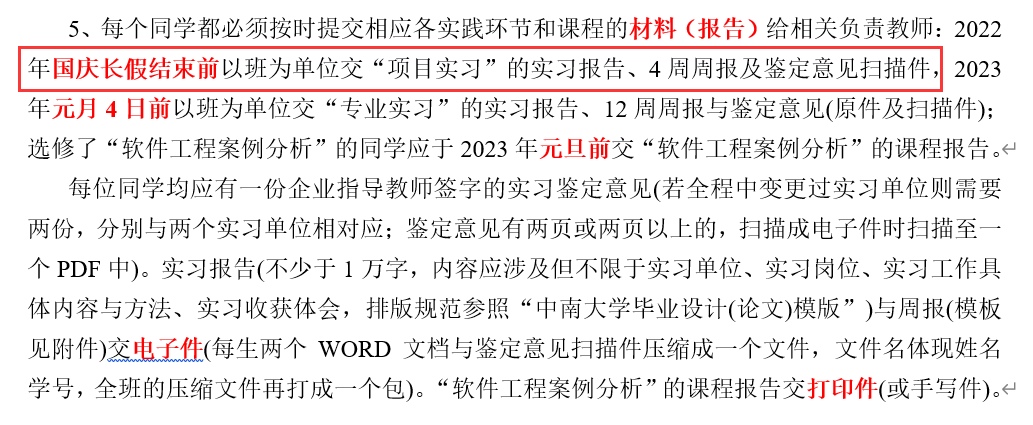 5、每个同学都必须按时提交相应各实践环节和课程的材料（报告）给相关负责教师：2022
年国庆长假结束前以班为单位交“项目实习”的实习报告、4 周周报及鉴定意见扫描件，2023
年元月 4 日前以班为单位交“专业实习”的实习报告、12 周周报与鉴定意见(原件及扫描件)；
选修了“软件工程案例分析”的同学应于 2023 年元旦前交“软件工程案例分析”的课程报告。
每位同学均应有一份企业指导教师签字的实习鉴定意见(若全程中变更过实习单位则需要
两份，分别与两个实习单位相对应；鉴定意见有两页或两页以上的，扫描成电子件时扫描至一
个 PDF 中)。实习报告(不少于 1 万字，内容应涉及但不限于实习单位、实习岗位、实习工作具
体内容与方法、实习收获体会，排版规范参照“中南大学毕业设计(论文)模版”)与周报(模板
见附件)交电子件(每生两个 WORD 文档与鉴定意见扫描件压缩成一个文件，文件名体现姓名
学号，全班的压缩文件再打成一个包)。“软件工程案例分析”的课程报告交打印件(或手写件)。